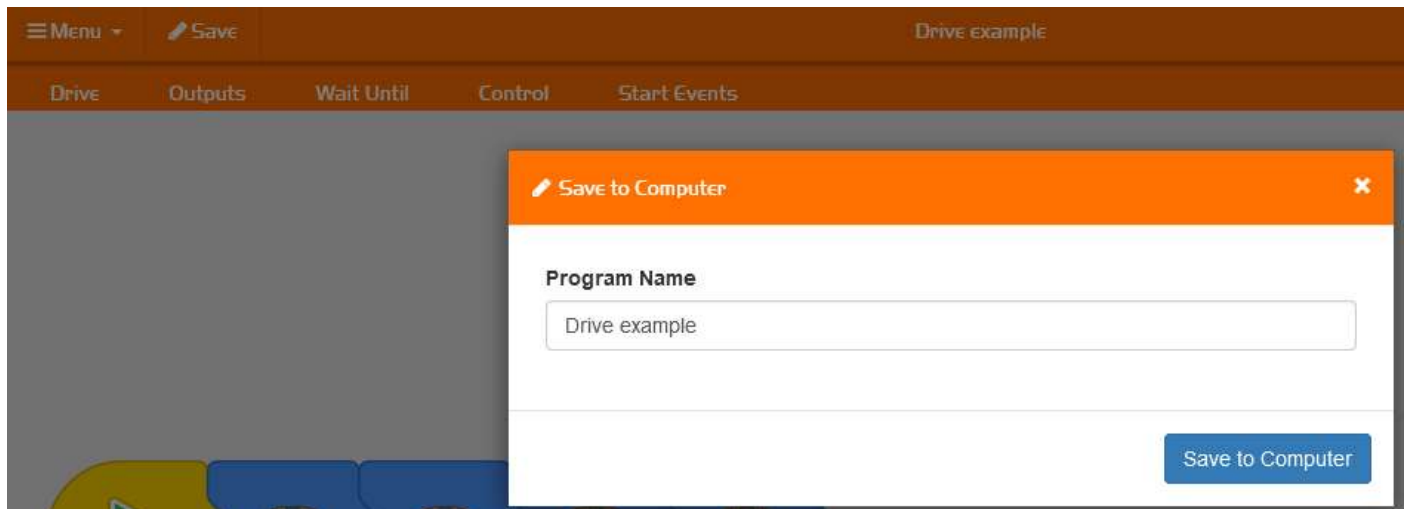 Menu Save Drive example
Drive Outputs Wait Until Control Start Events
Save to Computer
Program Name
Drive example
Save to Computer